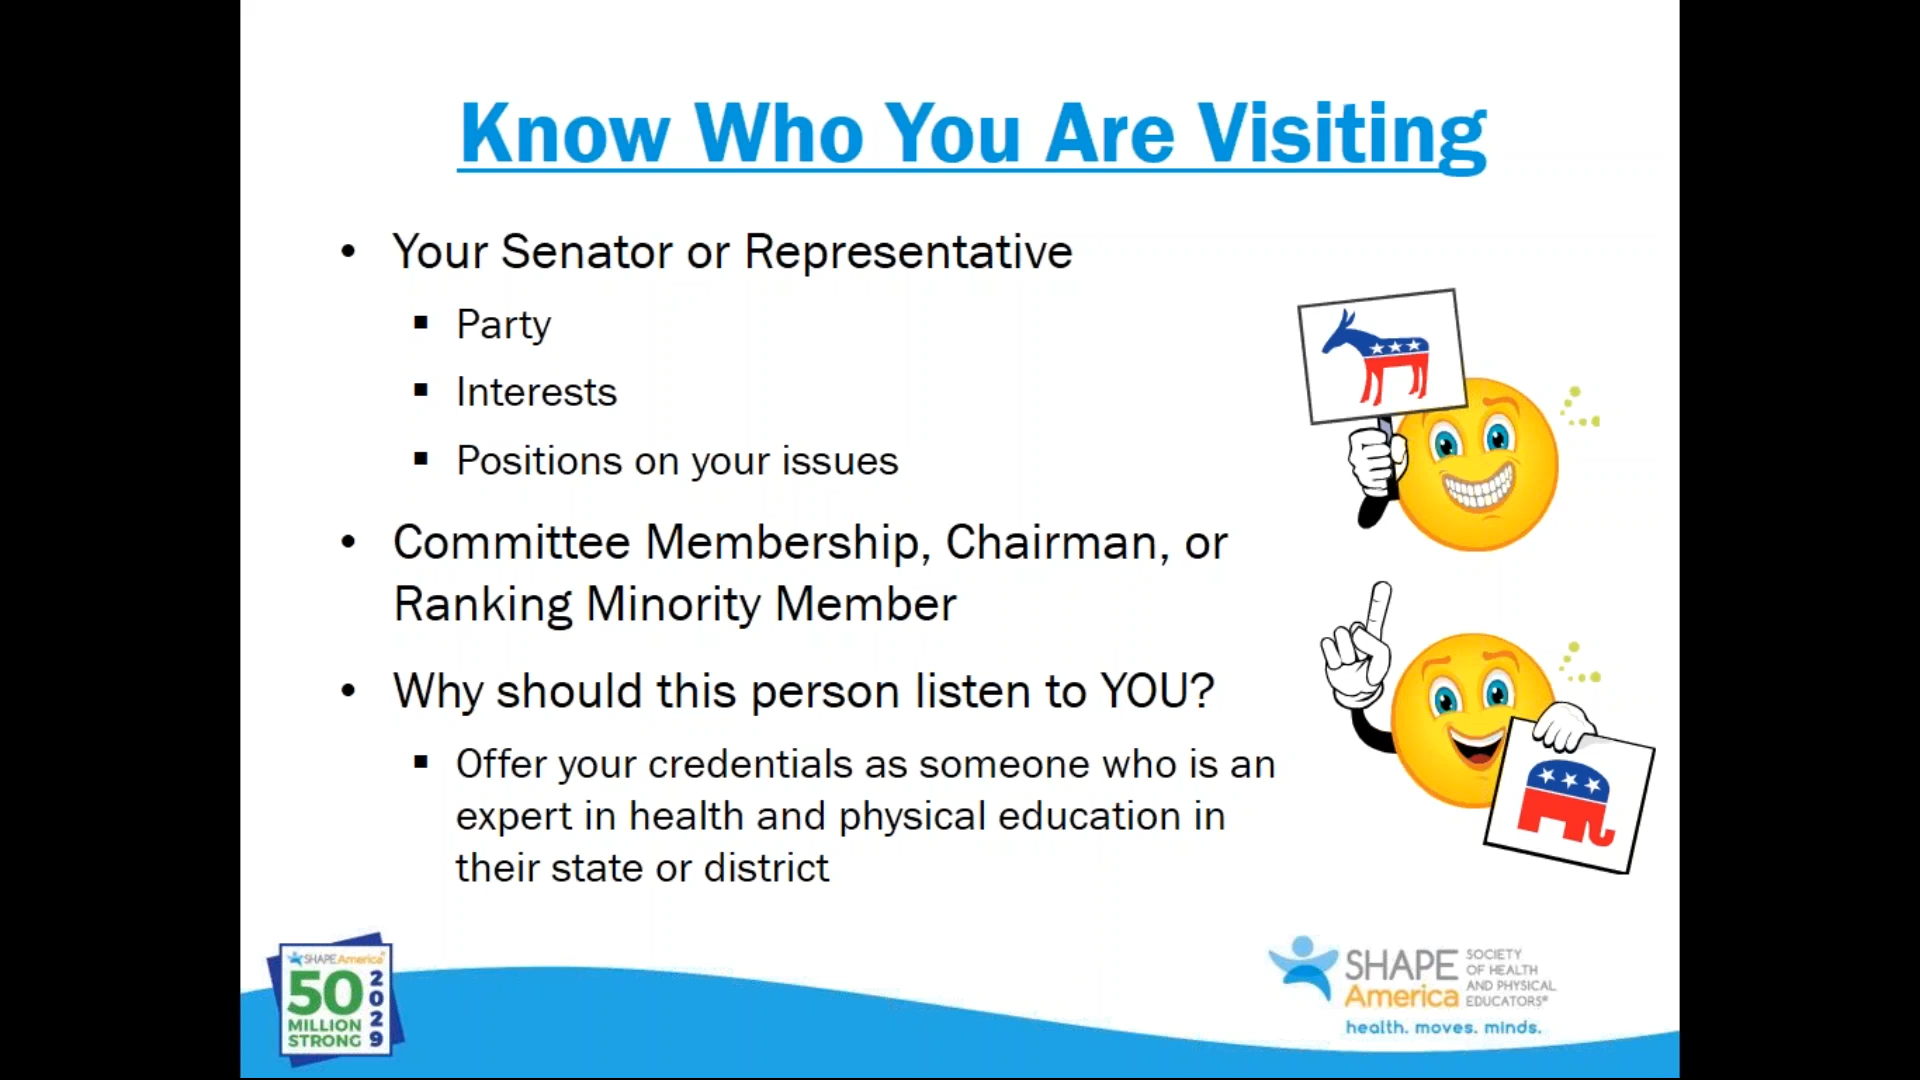 Know Who You Are Visiting
• Your Senator or Representative
▪ Party
▪ Interests
▪ Positions on your issues
• Committee Membership, Chairman, or
Ranking Minority Member
• Why should this person listen to YOU?
▪ Offer your credentials as someone who is an
expert in health and physical education in
their state or district
SHAPE America®
50
MILLION
STRONG
2029
SHAPE
America
SOCIETY
OF HEALTH
AND PHYSICAL
EDUCATORS®
health. moves. minds.